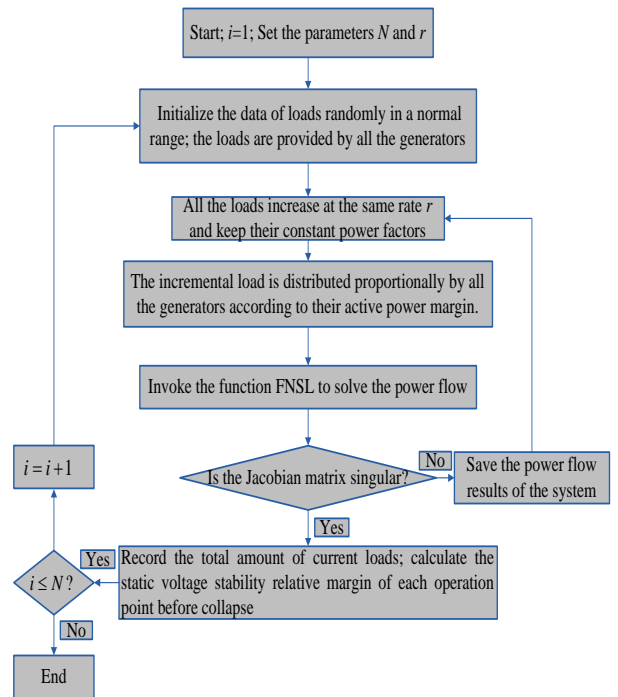 Start; i=1; Set the parameters N and r
Initialize the data of loads randomly in a normal
range; the loads are provided by all the generators
All the loads increase at the same rate r
and keep their constant power factors
The incremental load is distributed proportionally by all
the generators according to their active power margin.
Invoke the function FNSL to solve the power flow
Is the Jacobian matrix singular?
No
Save the power flow
results of the system
Yes
Record the total amount of current loads; calculate the
static voltage stability relative margin of each operation
point before collapse
Yes
i ≤ N?
i = i+1
No
End